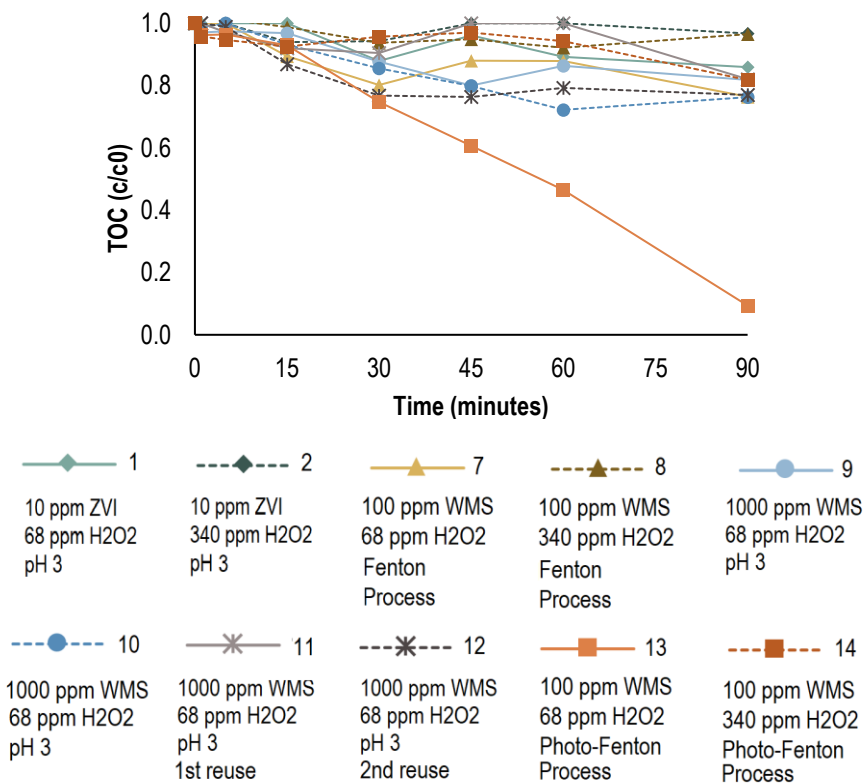 TOC (c/c0)
1.0
0.8
0.6
0.4
0.2
0.0
0 15 30 45 60 75 90
Time (minutes)
1
10 ppm ZVI
68 ppm H2O2
pH 3
2
10 ppm ZVI
340 ppm H2O2
pH 3
7
100 ppm WMS
68 ppm H2O2
Fenton
Process
8
100 ppm WMS
340 ppm H2O2
Fenton
Process
9
1000 ppm WMS
68 ppm H2O2
pH 3
10
1000 ppm WMS
68 ppm H2O2
pH 3
11
1000 ppm WMS
68 ppm H2O2
pH 3
1st reuse
12
1000 ppm WMS
68 ppm H2O2
pH 3
2nd reuse
13
100 ppm WMS
68 ppm H2O2
Photo-Fenton
Process
14
100 ppm WMS
340 ppm H2O2
Photo-Fenton
Process